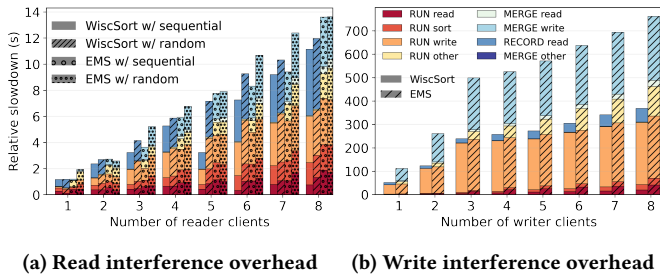 WiscSort w/ sequential
WiscSort w/ random
EMS w/ sequential
EMS w/ random
Relative slowdown (s)
14
12
10
8
6
4
2
0
1 2 3 4 5 6 7 8
Number of reader clients
(a) Read interference overhead
RUN read
RUN sort
RUN write
RUN other
MERGE read
MERGE write
RECORD read
MERGE other
WiscSort
EMS
700
600
500
400
300
200
100
0
1 2 3 4 5 6 7 8
Number of writer clients
(b) Write interference overhead